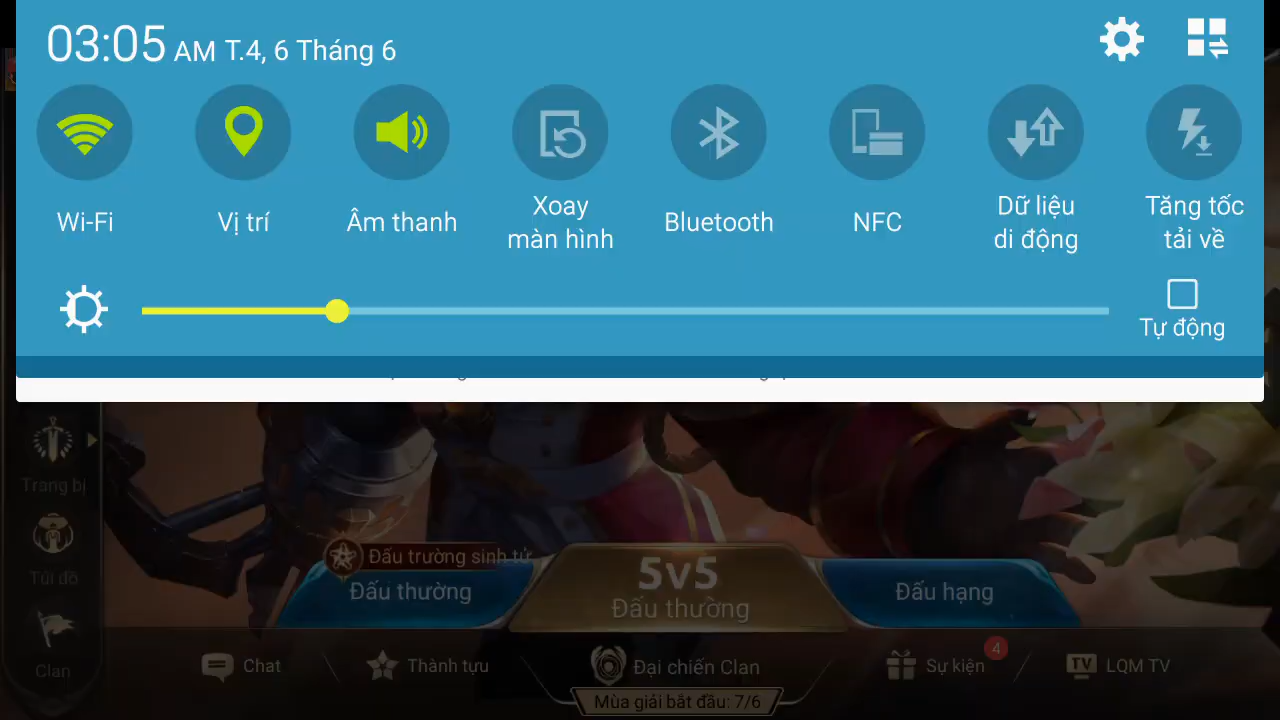 03:05 AM T.4, 6 Tháng 6
Wi-Fi
Vị trí
Âm thanh
Xoay
màn hình
Bluetooth
NFC
Dữ liệu
di động
Tăng tốc
tải về
Tự động
Trang bị
Túi đồ
Clan
Đấu trường sinh tử
Đấu thường
5v5
Đấu thường
Đấu hạng
Chat
Thành tựu
Đại chiến Clan
Sự kiện
4
TV
LQM TV
Mùa giải bắt đầu: 7/6